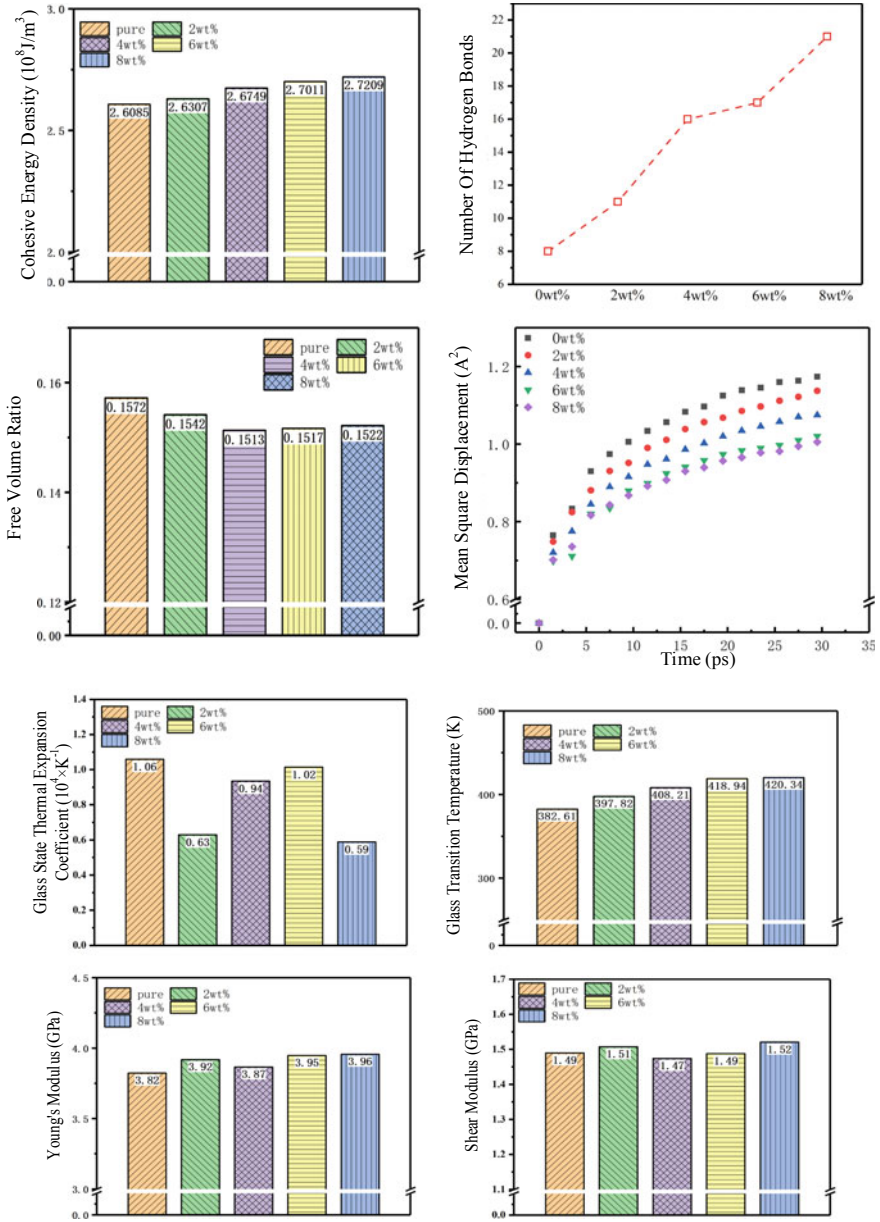 Cohesive Energy Density (10⁸J/m³)
3.0
2.5
2.0
0.0
pure 2wt%
4wt% 6wt%
8wt%
2.6085
2.6307
2.6749
2.7011
2.7209
Number Of Hydrogen Bonds
22
20
18
16
14
12
10
8
6
0wt% 2wt% 4wt% 6wt% 8wt%
Free Volume Ratio
0.16
0.14
0.12
0.00
pure 2wt%
4wt% 6wt%
8wt%
0.1572
0.1542
0.1513
0.1517
0.1522
Mean Square Displacement (A²)
1.2
1.0
0.8
0.6
0.0
0wt%
2wt%
4wt%
6wt%
8wt%
0 5 10 15 20 25 30 35
Time (ps)
Glass State Thermal Expansion
Coefficient (10⁴×K⁻¹)
1.4
1.2
1.0
0.8
0.6
0.4
0.2
0.0
pure 2wt%
4wt% 6wt%
8wt%
1.06
0.63
0.94
1.02
0.59
Glass Transition Temperature (K)
500
400
300
0
pure 2wt%
4wt% 6wt%
8wt%
382.61
397.82
408.21
418.94
420.34
Young's Modulus (GPa)
4.5
4.0
3.5
3.0
0.0
pure 2wt%
4wt% 6wt%
8wt%
3.82
3.92
3.87
3.95
3.96
Shear Modulus (GPa)
1.7
1.6
1.5
1.4
1.3
1.2
1.1
0.0
pure 2wt%
4wt% 6wt%
8wt%
1.49
1.51
1.47
1.49
1.52